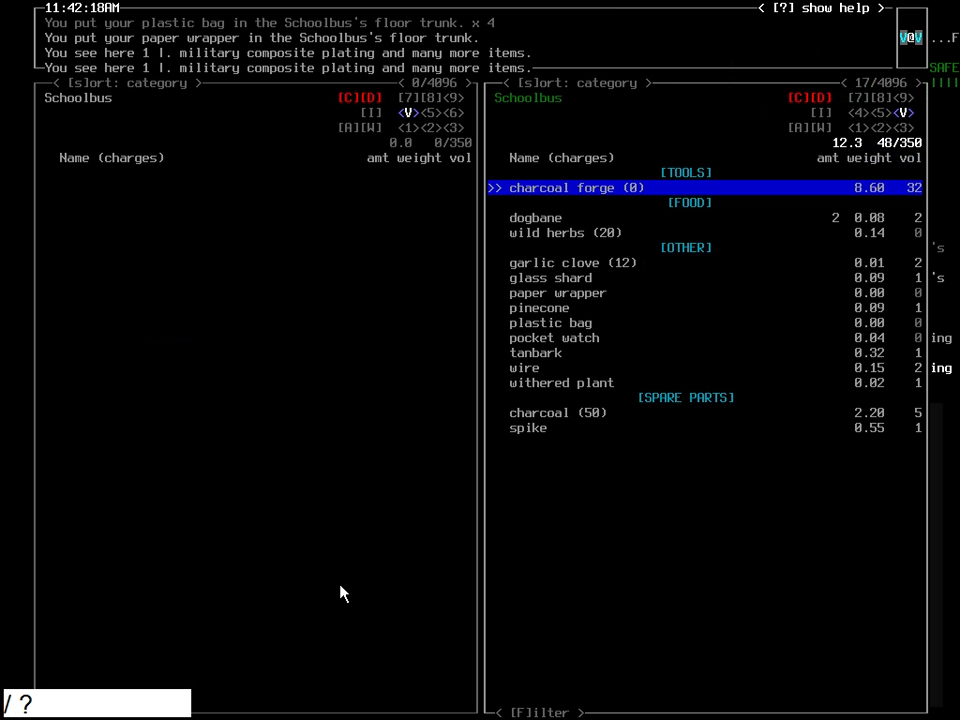 11:42:18AM < [?] show help >
You put your plastic bag in the Schoolbus's floor trunk. x 4
You put your paper wrapper in the Schoolbus's floor trunk.
You see here 1 l. military composite plating and many more items.
You see here 1 l. military composite plating and many more items.
V@V
...F
SAFE
< [s]ort: category > < 0/4096 >
Schoolbus [C][D] [7][8]<9>
[I] <V><5><6>
[A][W] <1><2><3>
0.0 0/350
Name (charges) amt weight vol
< [s]ort: category > < 17/4096 >
Schoolbus [C][D] [7][8]<9>
[I] <4><5><V>
[A][W] <1><2><3>
12.3 48/350
Name (charges) amt weight vol
[TOOLS]
>> charcoal forge (0) 8.60 32
[FOOD]
dogbane 2 0.08 2
wild herbs (20) 0.14 0
[OTHER]
garlic clove (12) 0.01 2
glass shard 0.09 1
paper wrapper 0.00 0
pinecone 0.09 1
plastic bag 0.00 0
pocket watch 0.04 0
tanbark 0.32 1
wire 0.15 2
withered plant 0.02 1
[SPARE PARTS]
charcoal (50) 2.20 5
spike 0.55 1
< [F]ilter >
's
's
ing
ing
/ ?